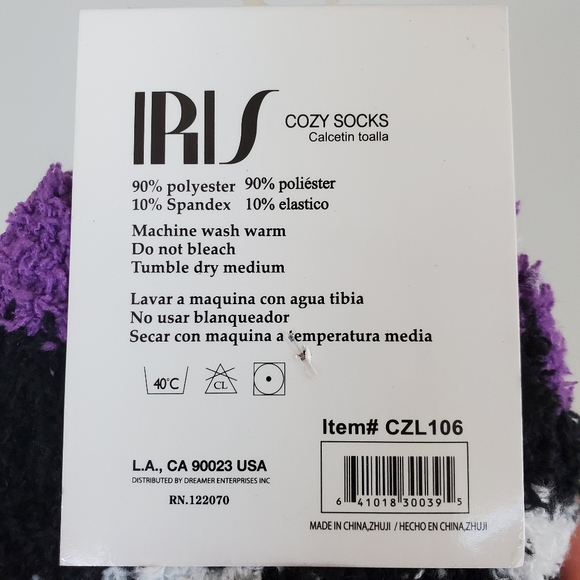 IRIS
COZY SOCKS
Calcetin toalla
90% polyester 90% poliéster
10% Spandex 10% elastico
Machine wash warm
Do not bleach
Tumble dry medium
Lavar a maquina con agua tibia
No usar blanqueador
Secar con maquina a temperatura media
40°C CL
Item# CZL106
L.A., CA 90023 USA
DISTRIBUTED BY DREAMER ENTERPRISES INC
RN.122070
6 41018 30039 5
MADE IN CHINA,ZHUJI / HECHO EN CHINA,ZHUJI